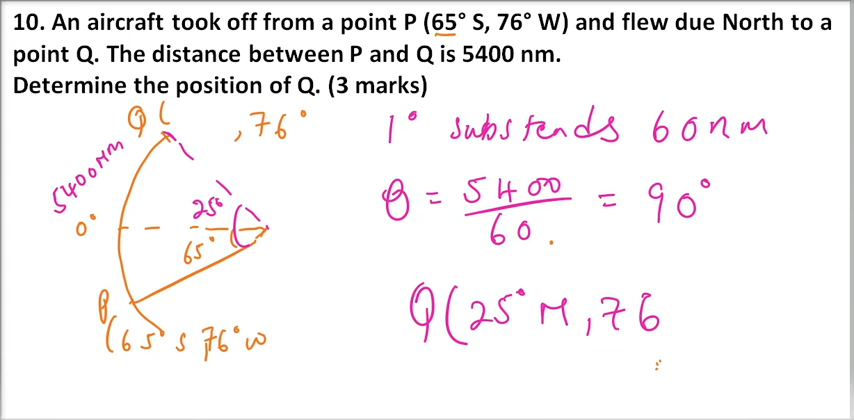 10. An aircraft took off from a point P (65° S, 76° W) and flew due North to a
point Q. The distance between P and Q is 5400 nm.
Determine the position of Q. (3 marks)
Q (     , 76°
5400NM
0°
25°
65°
P
(65° S, 76° W
1° substends 60nm
θ = 5400/60. = 90°
Q (25° N, 76